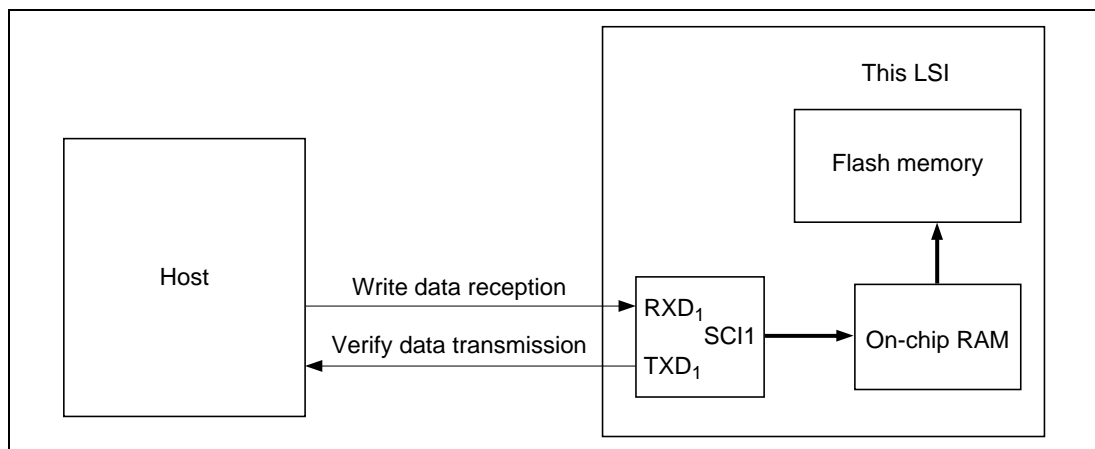 This LSI
Flash memory
Host
Write data reception
RXD₁
SCI1
On-chip RAM
Verify data transmission
TXD₁